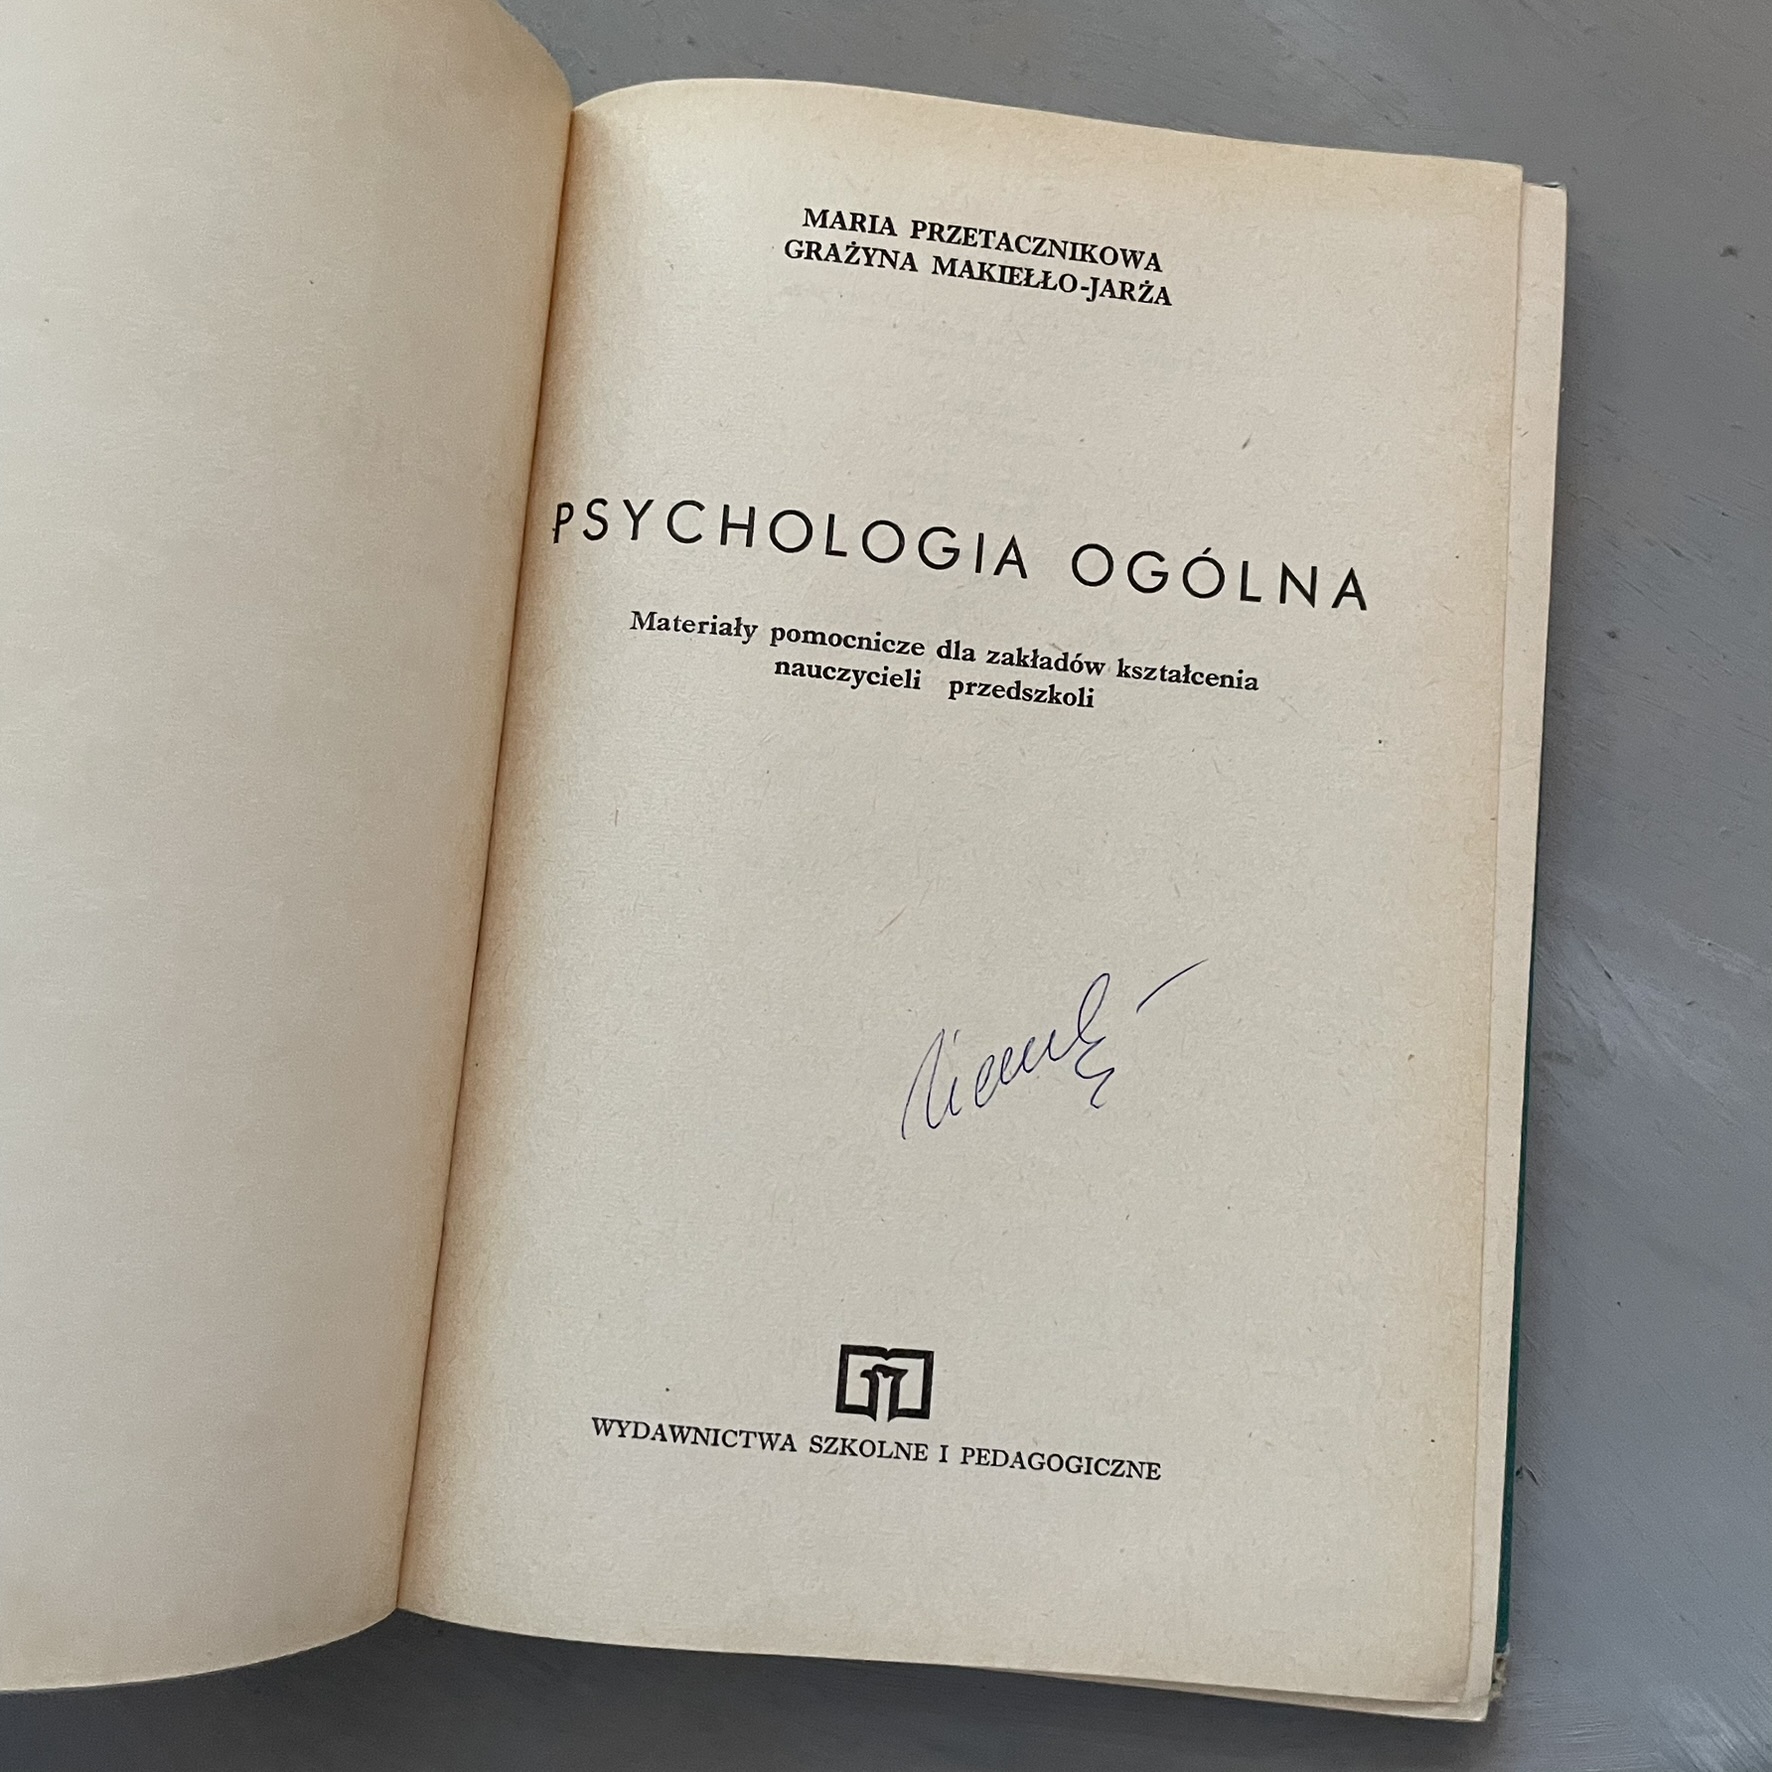 MARIA PRZETACZNIKOWA
GRAŻYNA MAKIEŁŁO-JARŻA
PSYCHOLOGIA OGÓLNA
Materiały pomocnicze dla zakładów kształcenia
nauczycieli przedszkoli
WYDAWNICTWA SZKOLNE I PEDAGOGICZNE